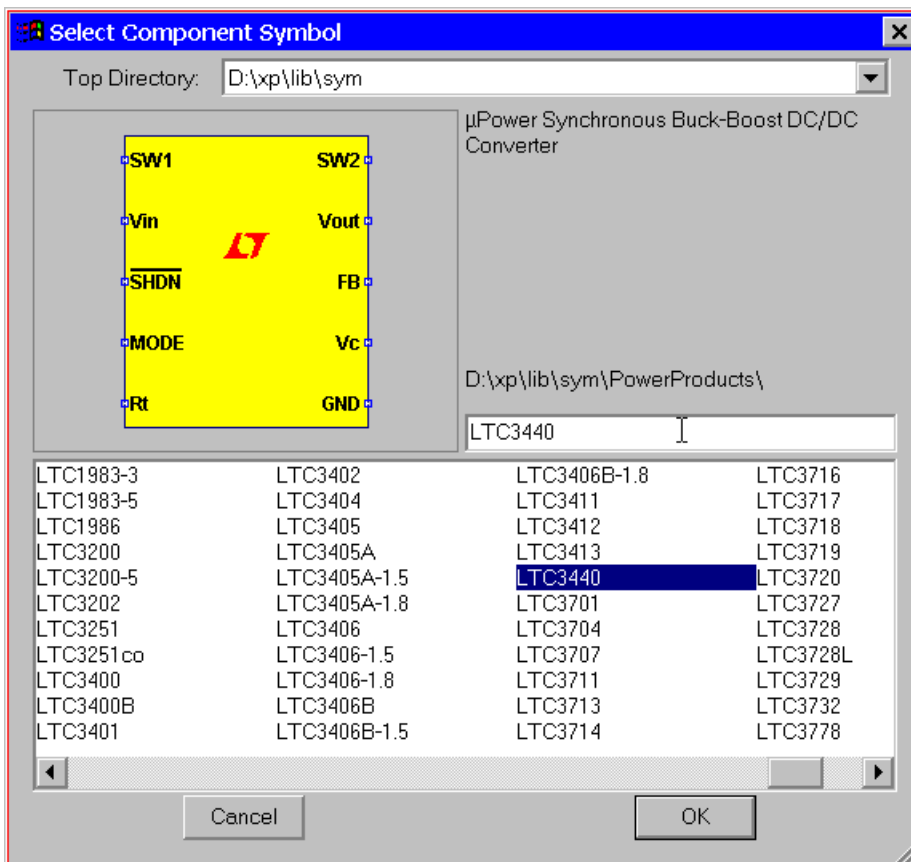 Select Component Symbol
Top Directory: D:\xp\lib\sym
µPower Synchronous Buck-Boost DC/DC
Converter
SW1 SW2
Vin Vout
SHDN FB
MODE Vc
Rt GND
D:\xp\lib\sym\PowerProducts\
LTC3440
LTC1983-3 LTC3402 LTC3406B-1.8 LTC3716
LTC1983-5 LTC3404 LTC3411 LTC3717
LTC1986 LTC3405 LTC3412 LTC3718
LTC3200 LTC3405A LTC3413 LTC3719
LTC3200-5 LTC3405A-1.5 LTC3440 LTC3720
LTC3202 LTC3405A-1.8 LTC3701 LTC3727
LTC3251 LTC3406 LTC3704 LTC3728
LTC3251co LTC3406-1.5 LTC3707 LTC3728L
LTC3400 LTC3406-1.8 LTC3711 LTC3729
LTC3400B LTC3406B LTC3713 LTC3732
LTC3401 LTC3406B-1.5 LTC3714 LTC3778
Cancel OK